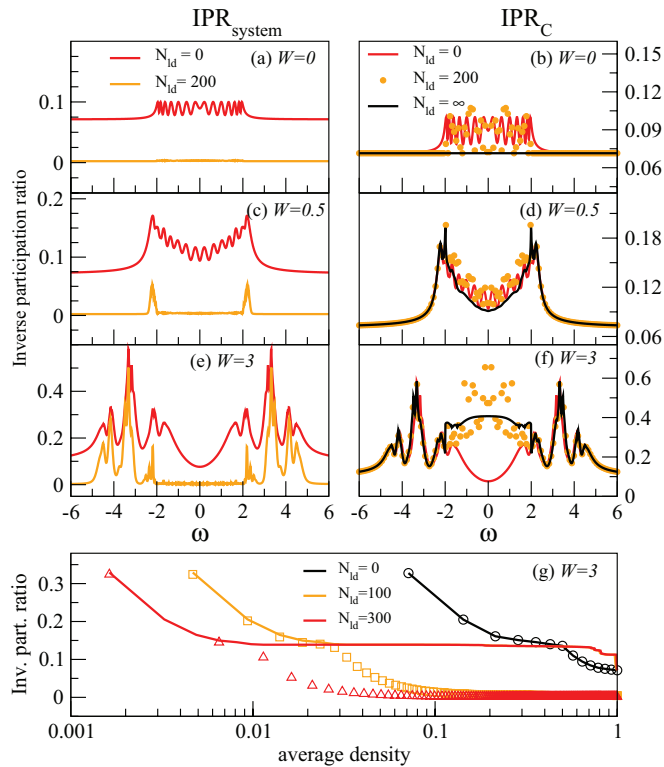 IPR_system IPR_C
N_ld = 0 (a) W=0
N_ld = 200
0.1
0
N_ld = 0 (b) W=0
N_ld = 200
N_ld = ∞
0.15
0.12
0.09
0.06
(c) W=0.5
0.2
0.1
0
(d) W=0.5
0.18
0.12
0.06
(e) W=3
0.4
0.2
0
(f) W=3
0.6
0.4
0.2
0
-6 -4 -2 0 2 4 6
-6 -4 -2 0 2 4 6
ω ω
Inverse participation ratio
N_ld = 0 (g) W=3
N_ld =100
N_ld =300
0.3
0.2
0.1
0
0.001 0.01 0.1 1
average density
Inv. part. ratio